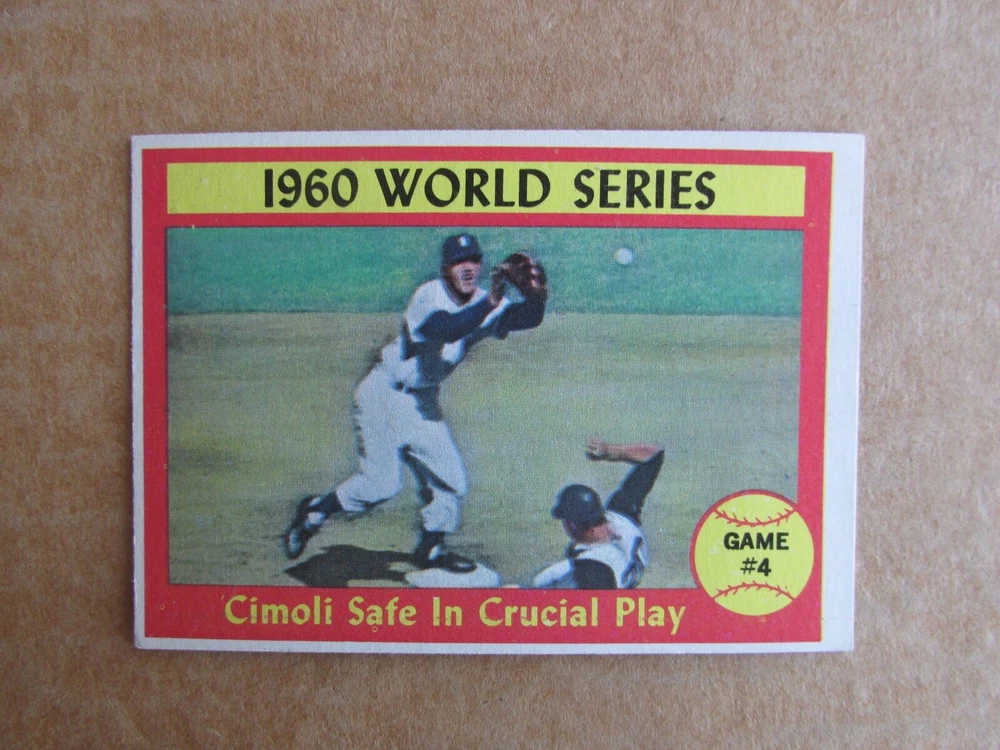 1960 WORLD SERIES
GAME
#4
Cimoli Safe In Crucial Play